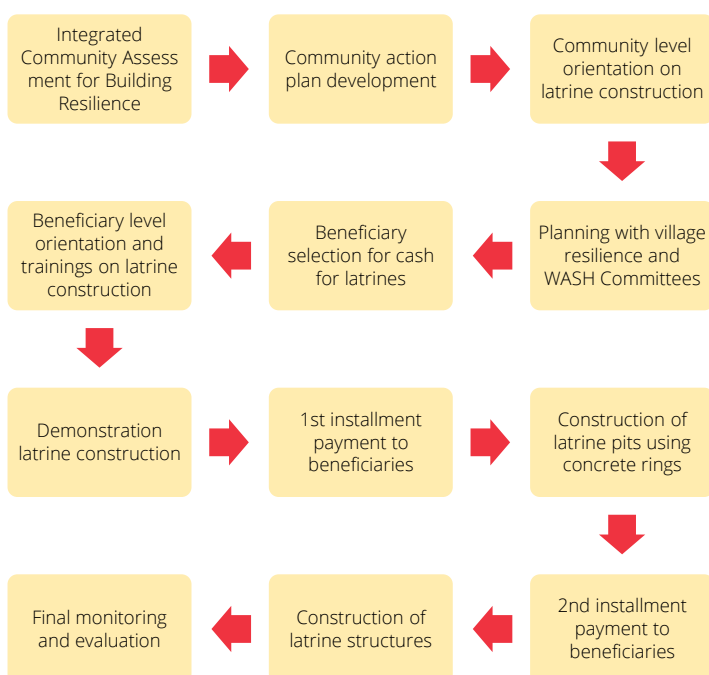 Integrated
Community Assess
ment for Building
Resilience
Community action
plan development
Community level
orientation on
latrine construction
Planning with village
resilience and
WASH Committees
Beneficiary
selection for cash
for latrines
Beneficiary level
orientation and
trainings on latrine
construction
Demonstration
latrine construction
1st installment
payment to
beneficiaries
Construction of
latrine pits using
concrete rings
2nd installment
payment to
beneficiaries
Construction of
latrine structures
Final monitoring
and evaluation